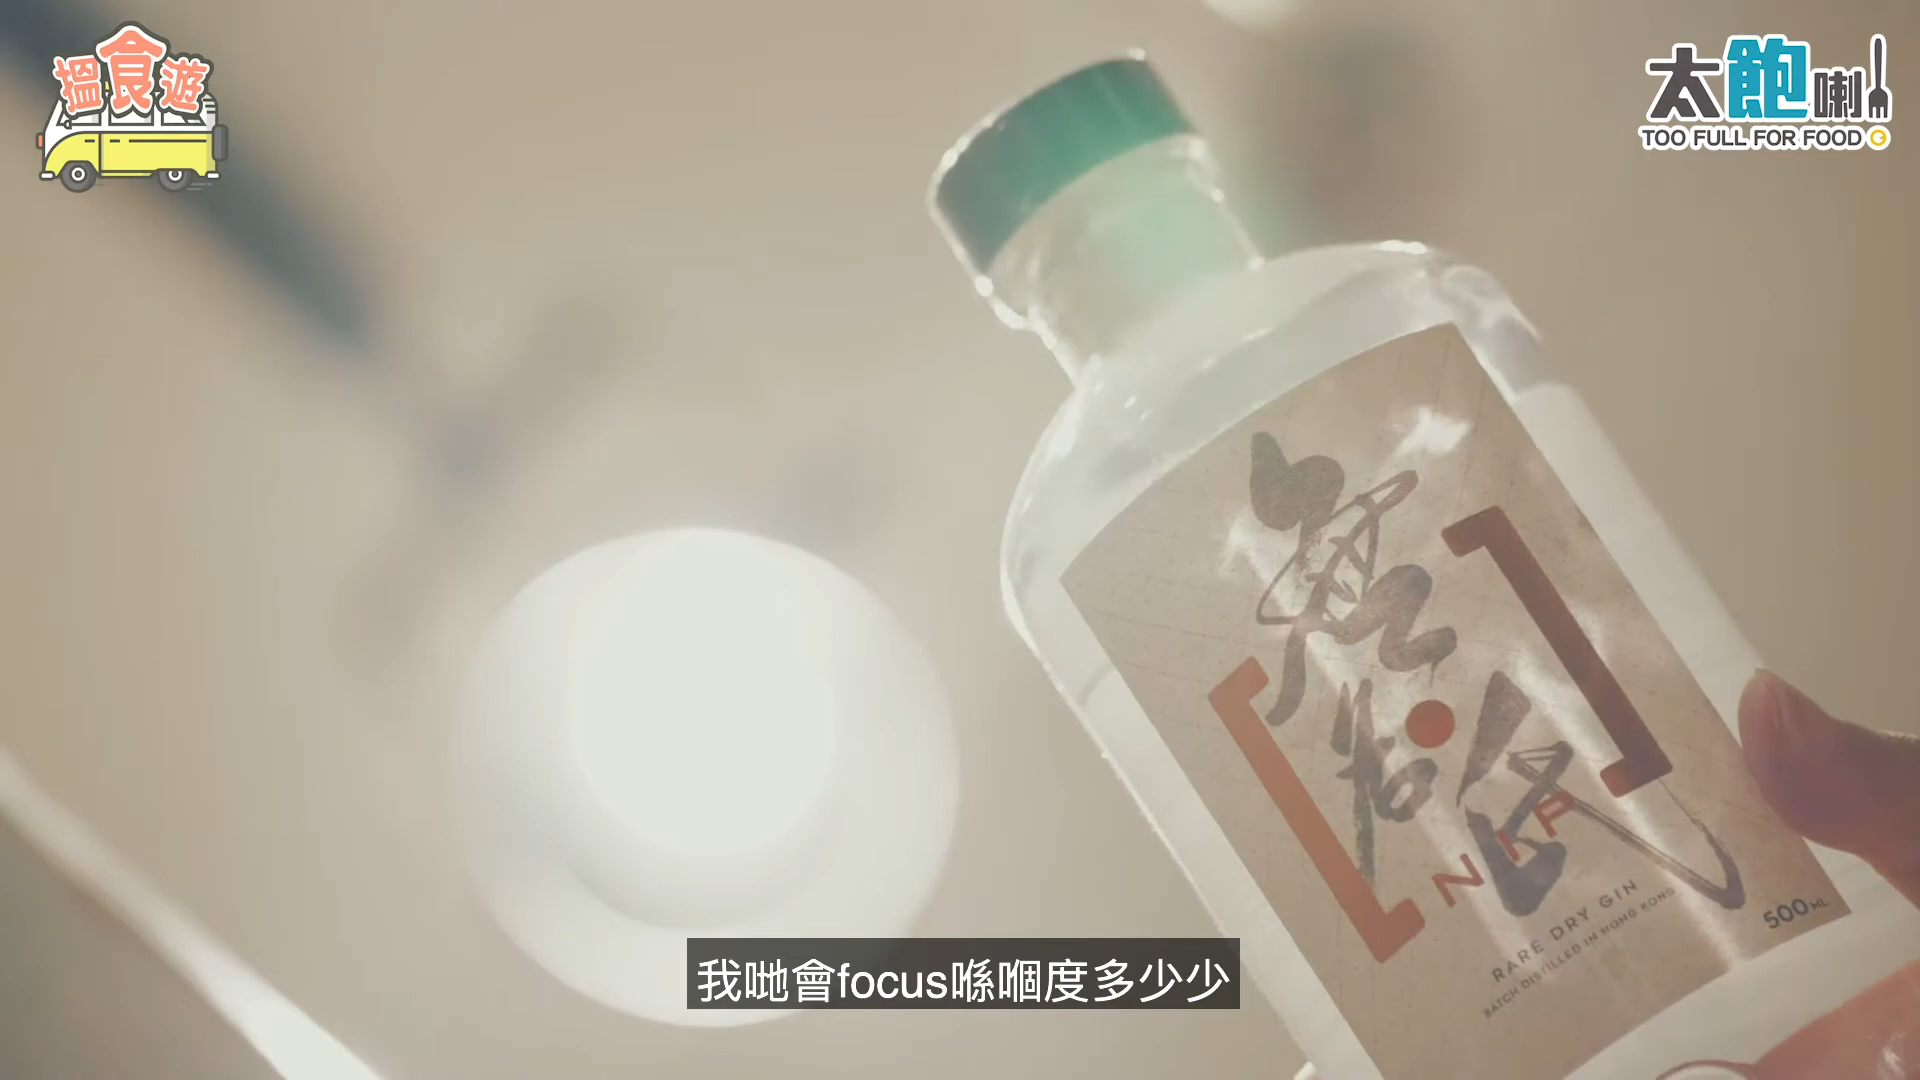 搵食遊
太飽喇
TOO FULL FOR FOOD
NIP
RARE DRY GIN
BATCH DISTILLED IN HONG KONG
500ML
我哋會focus喺嗰度多少少